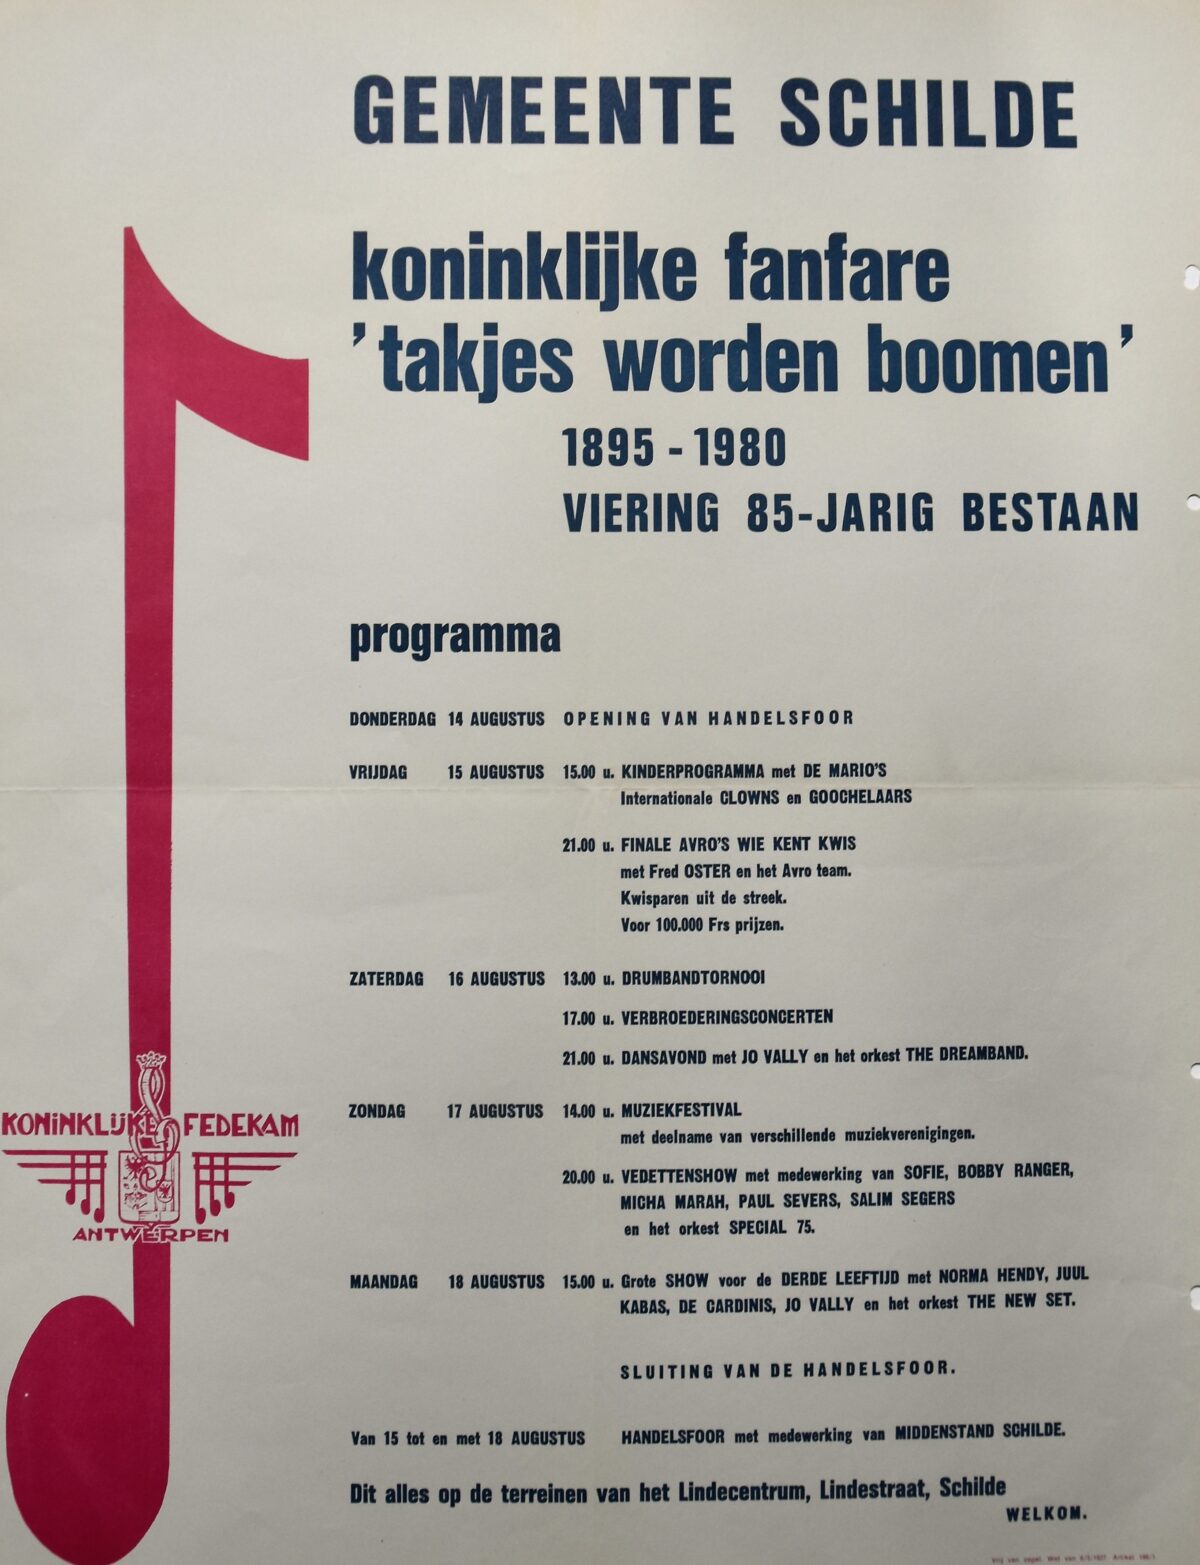 GEMEENTE SCHILDE
koninklijke fanfare
'takjes worden boomen'
1895 - 1980
VIERING 85-JARIG BESTAAN
programma
DONDERDAG 14 AUGUSTUS OPENING VAN HANDELSFOOR
VRIJDAG 15 AUGUSTUS 15.00 u. KINDERPROGRAMMA met DE MARIO'S
Internationale CLOWNS en GOOCHELAARS
21.00 u. FINALE AVRO'S WIE KENT KWIS
met Fred OSTER en het Avro team.
Kwisparen uit de streek.
Voor 100.000 Frs prijzen.
ZATERDAG 16 AUGUSTUS 13.00 u. DRUMBANDTORNOOI
17.00 u. VERBROEDERINGSCONCERTEN
21.00 u. DANSAVOND met JO VALLY en het orkest THE DREAMBAND.
ZONDAG 17 AUGUSTUS 14.00 u. MUZIEKFESTIVAL
met deelname van verschillende muziekverenigingen.
20.00 u. VEDETTENSHOW met medewerking van SOFIE, BOBBY RANGER,
MICHA MARAH, PAUL SEVERS, SALIM SEGERS
en het orkest SPECIAL 75.
MAANDAG 18 AUGUSTUS 15.00 u. Grote SHOW voor de DERDE LEEFTIJD met NORMA HENDY, JUUL
KABAS, DE CARDINIS, JO VALLY en het orkest THE NEW SET.
SLUITING VAN DE HANDELSFOOR.
Van 15 tot en met 18 AUGUSTUS HANDELSFOOR met medewerking van MIDDENSTAND SCHILDE.
Dit alles op de terreinen van het Lindecentrum, Lindestraat, Schilde
WELKOM.
KONINKLIJKE FEDEKAM
ANTWERPEN
Vrij van zegel. Wet van